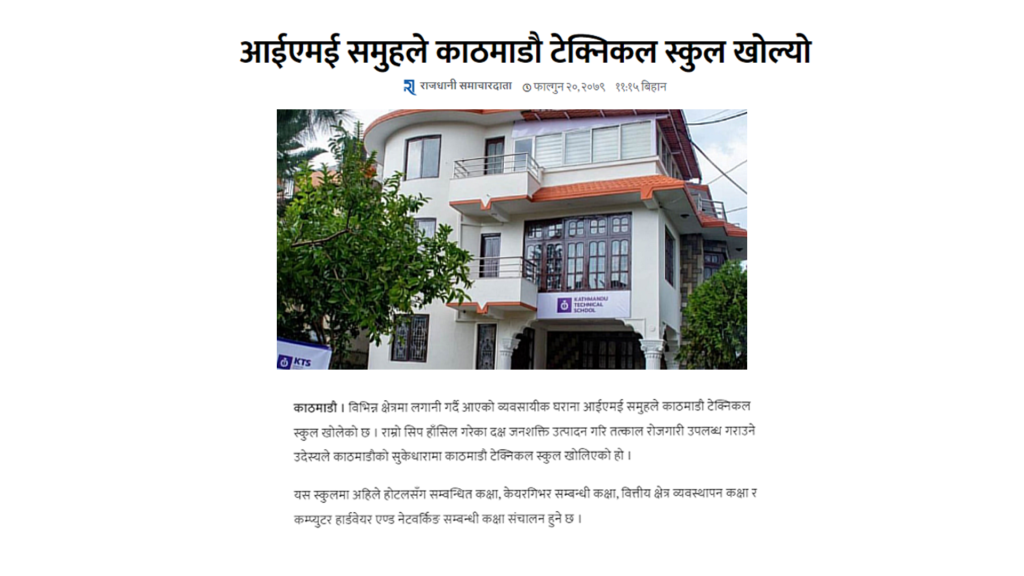 आईएमई समुहले काठमाडौ टेक्निकल स्कुल खोल्यो
राजधानी समाचारदाता फाल्गुन २०,२०७९ ११:१५ बिहान
KATHMANDU
TECHNICAL
SCHOOL
KTS
काठमाडौ । विभिन्न क्षेत्रमा लगानी गर्दै आएको व्यवसायीक घराना आईएमई समुहले काठमाडौ टेक्निकल
स्कुल खोलेको छ । राम्रो सिप हाँसिल गरेका दक्ष जनशक्ति उत्पादन गरि तत्काल रोजगारी उपलब्ध गराउने
उदेस्यले काठमाडौको सुकेधारामा काठमाडौ टेक्निकल स्कुल खोलिएको हो ।
यस स्कुलमा अहिले होटलसँग सम्वन्धित कक्षा, केयरगिभर सम्बन्धी कक्षा, वित्तीय क्षेत्र व्यवस्थापन कक्षा र
कम्प्युटर हार्डवेयर एण्ड नेटवर्किङ सम्बन्धी कक्षा संचालन हुने छ ।